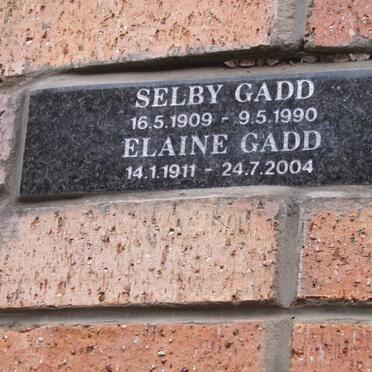 SELBY GADD
16.5.1909 - 9.5.1990
ELAINE GADD
14.1.1911 - 24.7.2004